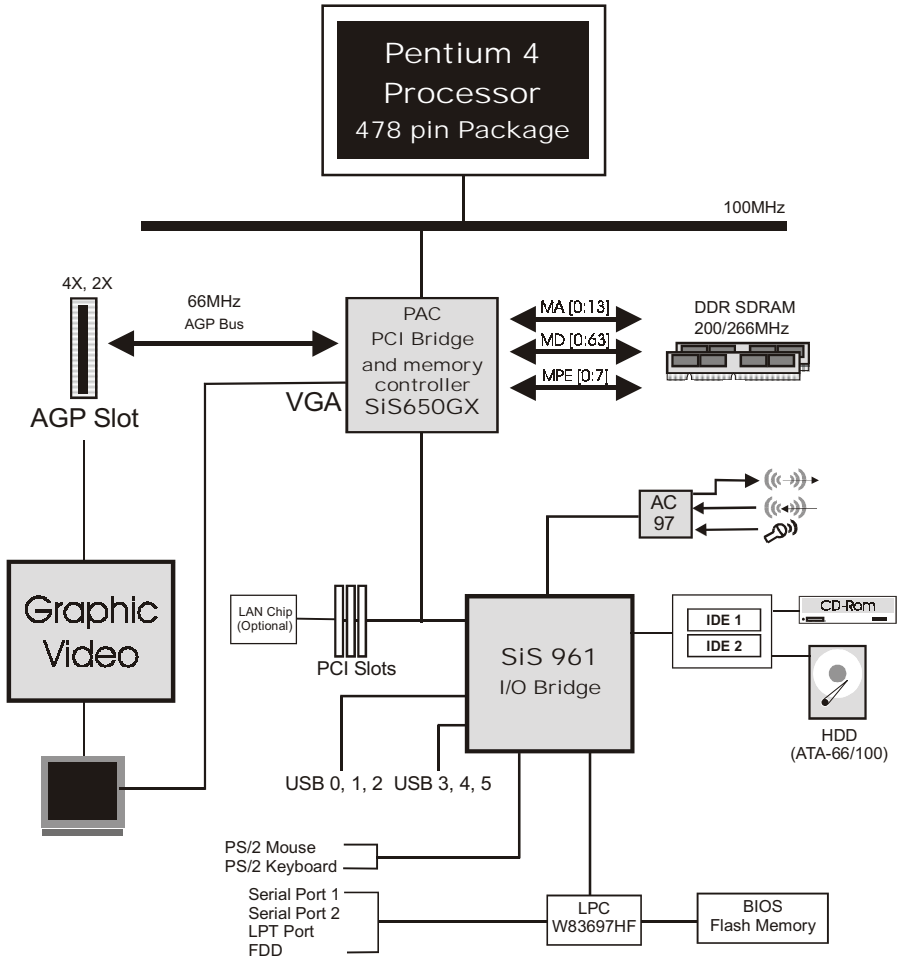 Pentium 4
Processor
478 pin Package
100MHz
4X, 2X
66MHz
AGP Bus
AGP Slot
VGA
PAC
PCI Bridge
and memory
controller
SiS650GX
MA [0:13]
MD [0:63]
MPE [0:7]
DDR SDRAM
200/266MHz
AC
97
Graphic
Video
LAN Chip
(Optional)
PCI Slots
SiS 961
I/O Bridge
IDE 1
IDE 2
CD-Rom
HDD
(ATA-66/100)
USB 0, 1, 2
USB 3, 4, 5
PS/2 Mouse
PS/2 Keyboard
Serial Port 1
Serial Port 2
LPT Port
FDD
LPC
W83697HF
BIOS
Flash Memory